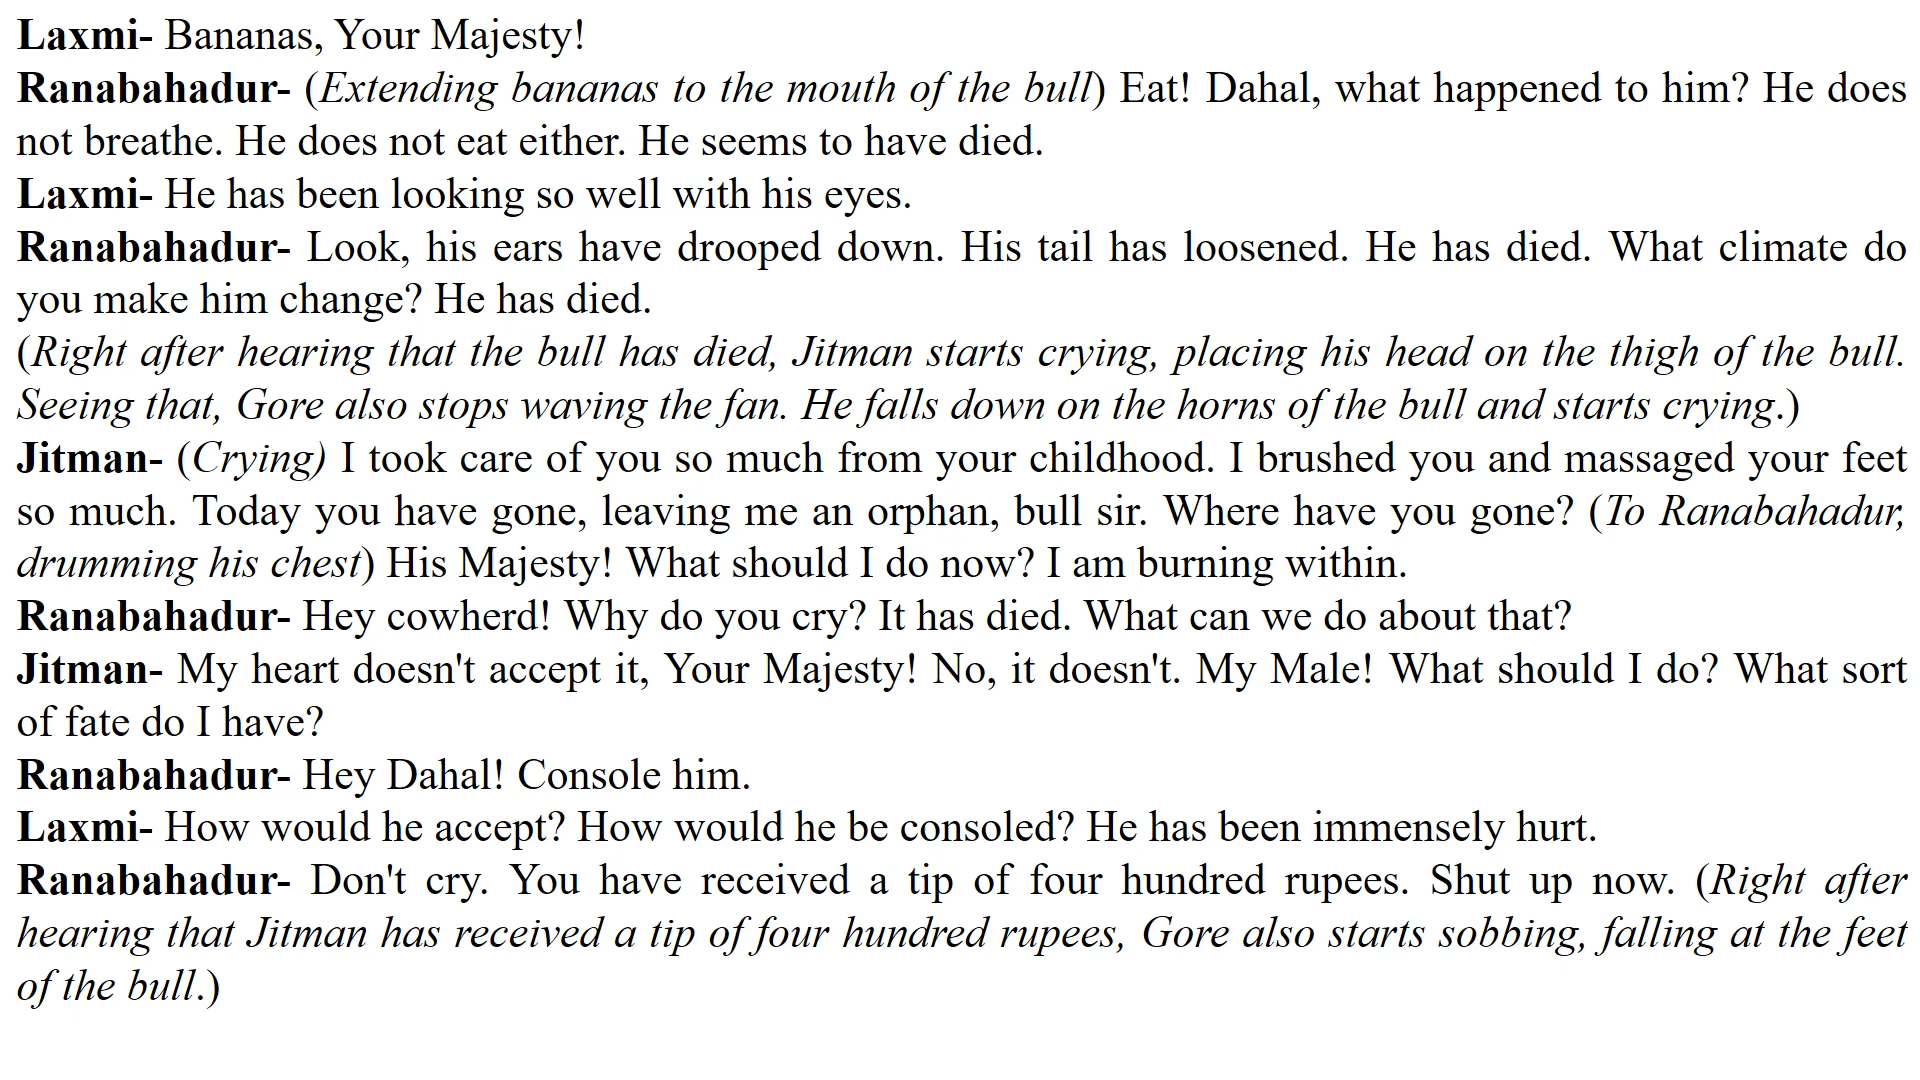 Laxmi- Bananas, Your Majesty!
Ranabahadur- (Extending bananas to the mouth of the bull) Eat! Dahal, what happened to him? He does
not breathe. He does not eat either. He seems to have died.
Laxmi- He has been looking so well with his eyes.
Ranabahadur- Look, his ears have drooped down. His tail has loosened. He has died. What climate do
you make him change? He has died.
(Right after hearing that the bull has died, Jitman starts crying, placing his head on the thigh of the bull.
Seeing that, Gore also stops waving the fan. He falls down on the horns of the bull and starts crying.)
Jitman- (Crying) I took care of you so much from your childhood. I brushed you and massaged your feet
so much. Today you have gone, leaving me an orphan, bull sir. Where have you gone? (To Ranabahadur,
drumming his chest) His Majesty! What should I do now? I am burning within.
Ranabahadur- Hey cowherd! Why do you cry? It has died. What can we do about that?
Jitman- My heart doesn't accept it, Your Majesty! No, it doesn't. My Male! What should I do? What sort
of fate do I have?
Ranabahadur- Hey Dahal! Console him.
Laxmi- How would he accept? How would he be consoled? He has been immensely hurt.
Ranabahadur- Don't cry. You have received a tip of four hundred rupees. Shut up now. (Right after
hearing that Jitman has received a tip of four hundred rupees, Gore also starts sobbing, falling at the feet
of the bull.)